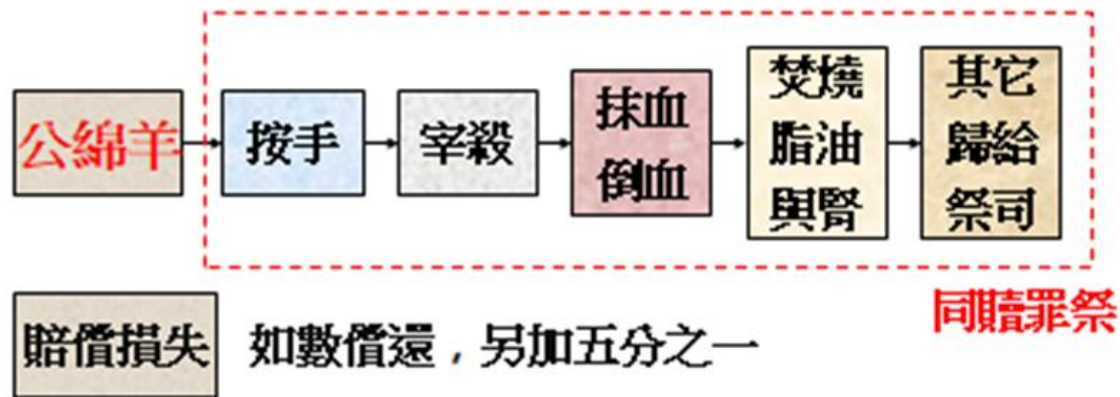 公綿羊
按手
宰殺
抹血
倒血
焚燒
脂油
與腎
其它
歸給
祭司
同贖罪祭
賠償損失
如數償還，另加五分之一